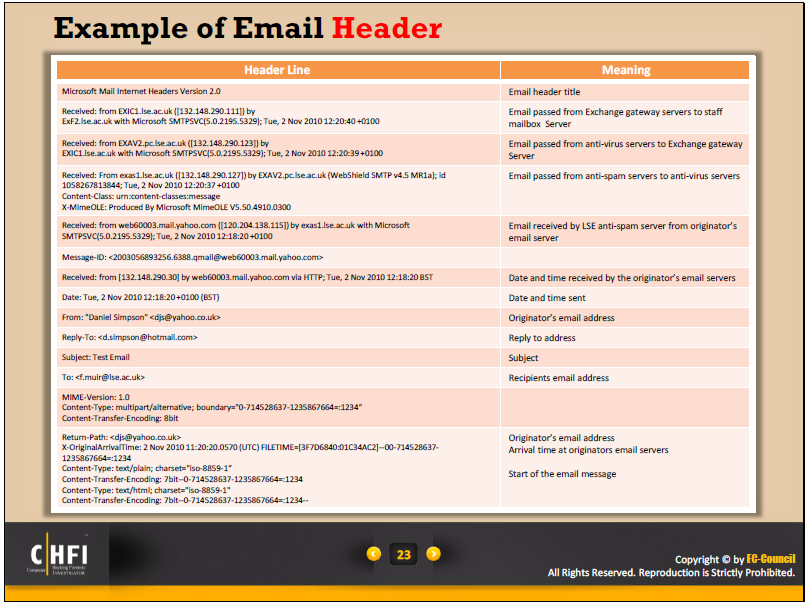 Example of Email Header
Header Line
Meaning
Microsoft Mail Internet Headers Version 2.0
Email header title
Received: from EXIC1.lse.ac.uk ([132.148.290.111]) by
ExF2.lse.ac.uk with Microsoft SMTPSVC(5.0.2195.5329); Tue, 2 Nov 2010 12:20:40 +0100
Email passed from Exchange gateway servers to staff
mailbox Server
Received: from EXAV2.pc.lse.ac.uk ([132.148.290.123]) by
EXIC1.lse.ac.uk with Microsoft SMTPSVC(5.0.2195.5329); Tue, 2 Nov 2010 12:20:39 +0100
Email passed from anti-virus servers to Exchange gateway
Server
Received: From exas1.lse.ac.uk ([132.148.290.127]) by EXAV2.pc.lse.ac.uk (WebShield SMTP v4.5 MR1a); id
1058267813844; Tue, 2 Nov 2010 12:20:37 +0100
Content-Class: urn:content-classes:message
X-MimeOLE: Produced By Microsoft MimeOLE V5.50.4910.0300
Email passed from anti-spam servers to anti-virus servers
Received: from web60003.mail.yahoo.com ([120.204.138.115]) by exas1.lse.ac.uk with Microsoft
SMTPSVC(5.0.2195.5329); Tue, 2 Nov 2010 12:18:20 +0100
Email received by LSE anti-spam server from originator's
email server
Message-ID: <2003056893256.6388.qmail@web60003.mail.yahoo.com>
Received: from [132.148.290.30] by web60003.mail.yahoo.com via HTTP; Tue, 2 Nov 2010 12:18:20 BST
Date and time received by the originator's email servers
Date: Tue, 2 Nov 2010 12:18:20 +0100 (BST)
Date and time sent
From: "Daniel Simpson" <djs@yahoo.co.uk>
Originator's email address
Reply-To: <d.simpson@hotmail.com>
Reply to address
Subject: Test Email
Subject
To: <f.muir@lse.ac.uk>
Recipients email address
MIME-Version: 1.0
Content-Type: multipart/alternative; boundary="0-714528637-1235867664=:1234"
Content-Transfer-Encoding: 8bit
Return-Path: <djs@yahoo.co.uk>
X-OriginalArrivalTime: 2 Nov 2010 11:20:20.0570 (UTC) FILETIME=[3F7D6840:01C34AC2]--00-714528637-
1235867664=:1234
Content-Type: text/plain; charset="iso-8859-1"
Content-Transfer-Encoding: 7bit--0-714528637-1235867664=:1234
Content-Type: text/html; charset="iso-8859-1"
Content-Transfer-Encoding: 7bit--0-714528637-1235867664=:1234--
Originator's email address
Arrival time at originators email servers
Start of the email message
CHFI
Computer Hacking Forensic
INVESTIGATOR
23
Copyright © by EC-Council
All Rights Reserved. Reproduction is Strictly Prohibited.